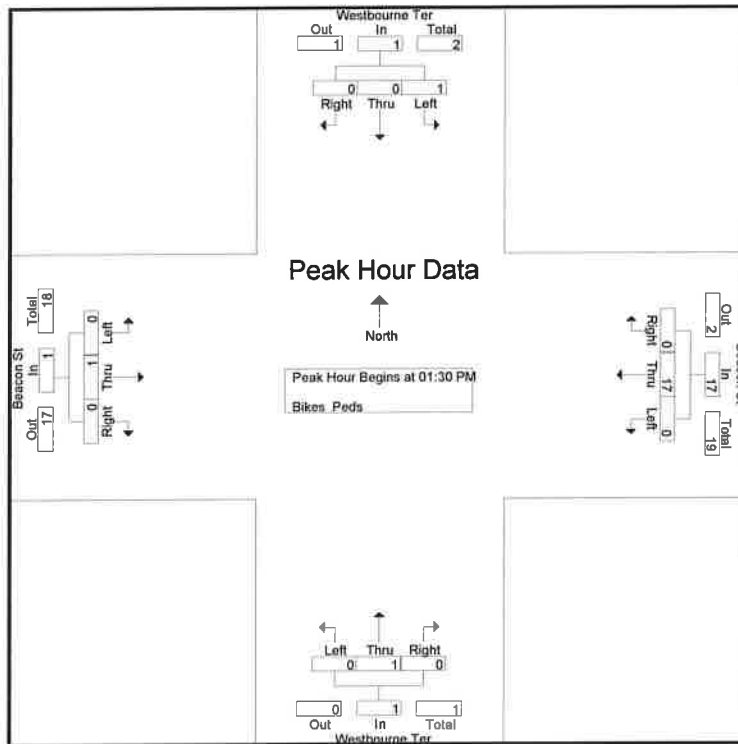 Westbourne Ter
Out In Total
1 1 2
0 0 1
Right Thru Left
Peak Hour Data
North
Peak Hour Begins at 01:30 PM
Bikes Peds
Beacon St
Total In Out
18 1 17
0 1 0
Left Thru Right
Right Thru Left
0 17 0
Out In Total
2 17 19
Left Thru Right
0 1 0
0 1 1
Out In Total
Westbourne Ter